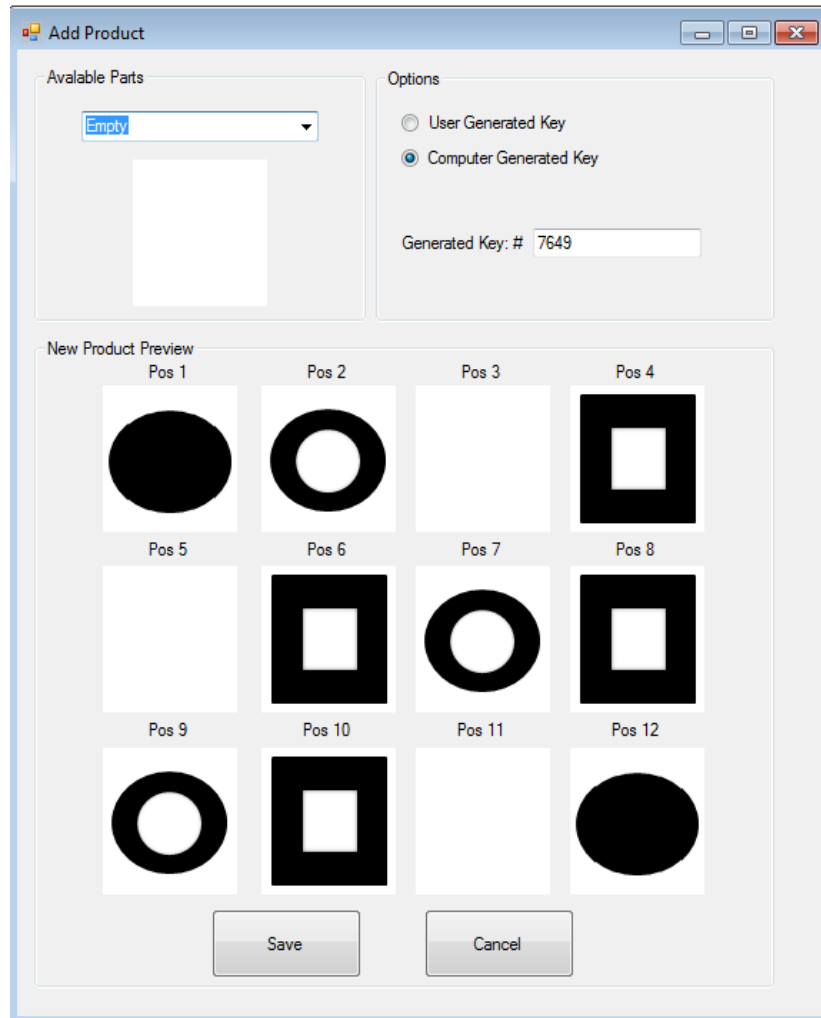 Add Product
Avalable Parts
Empty
Options
User Generated Key
Computer Generated Key
Generated Key: # 7649
New Product Preview
Pos 1 Pos 2 Pos 3 Pos 4
Pos 5 Pos 6 Pos 7 Pos 8
Pos 9 Pos 10 Pos 11 Pos 12
Save Cancel